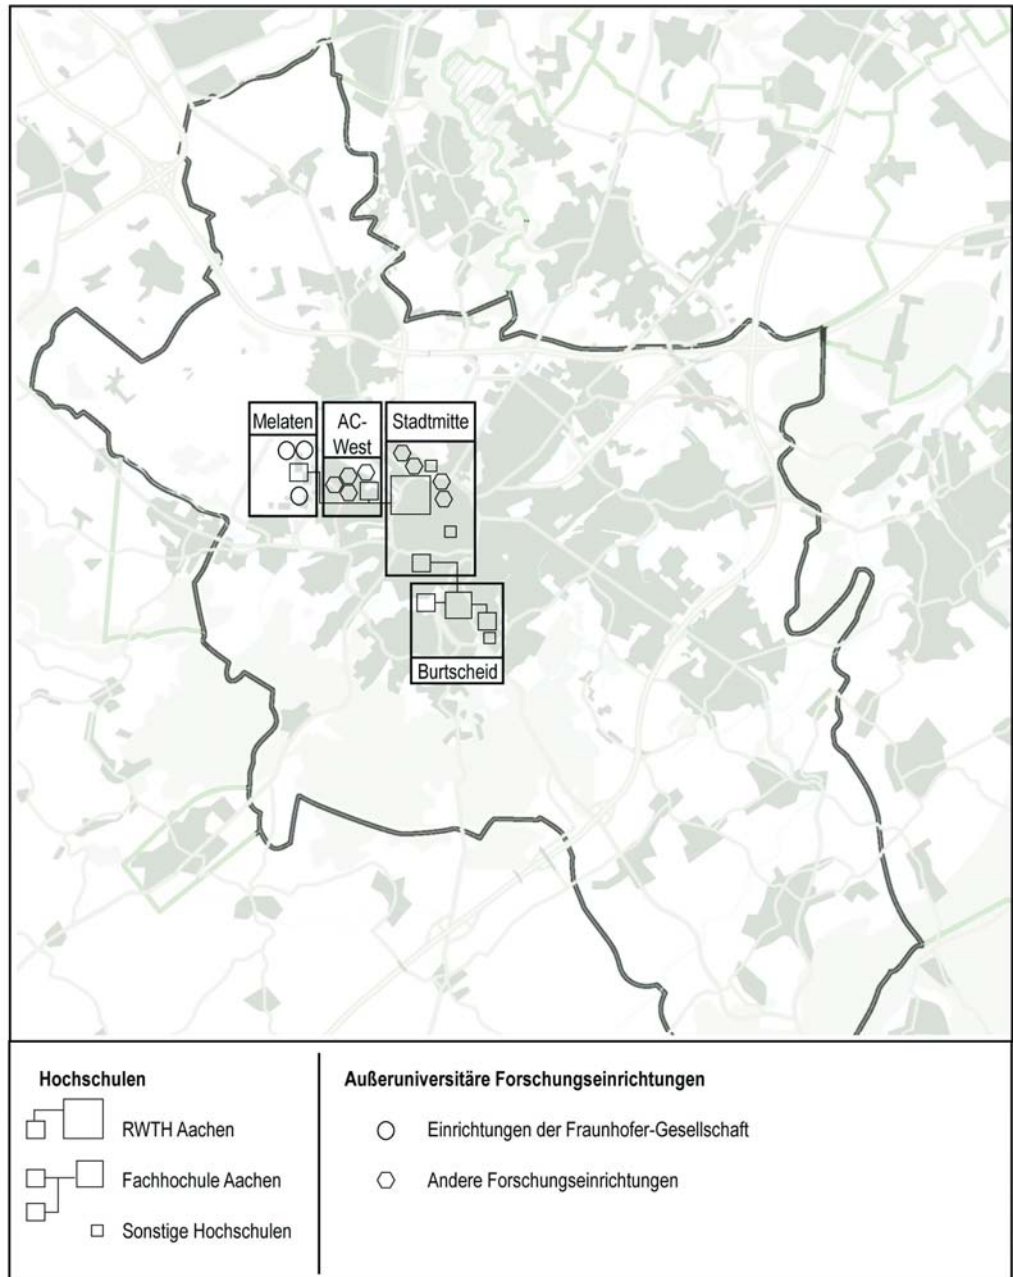 Melaten
AC-
West
Stadtmitte
Burtscheid
Hochschulen
RWTH Aachen
Fachhochule Aachen
Sonstige Hochschulen
Außeruniversitäre Forschungseinrichtungen
Einrichtungen der Fraunhofer-Gesellschaft
Andere Forschungseinrichtungen